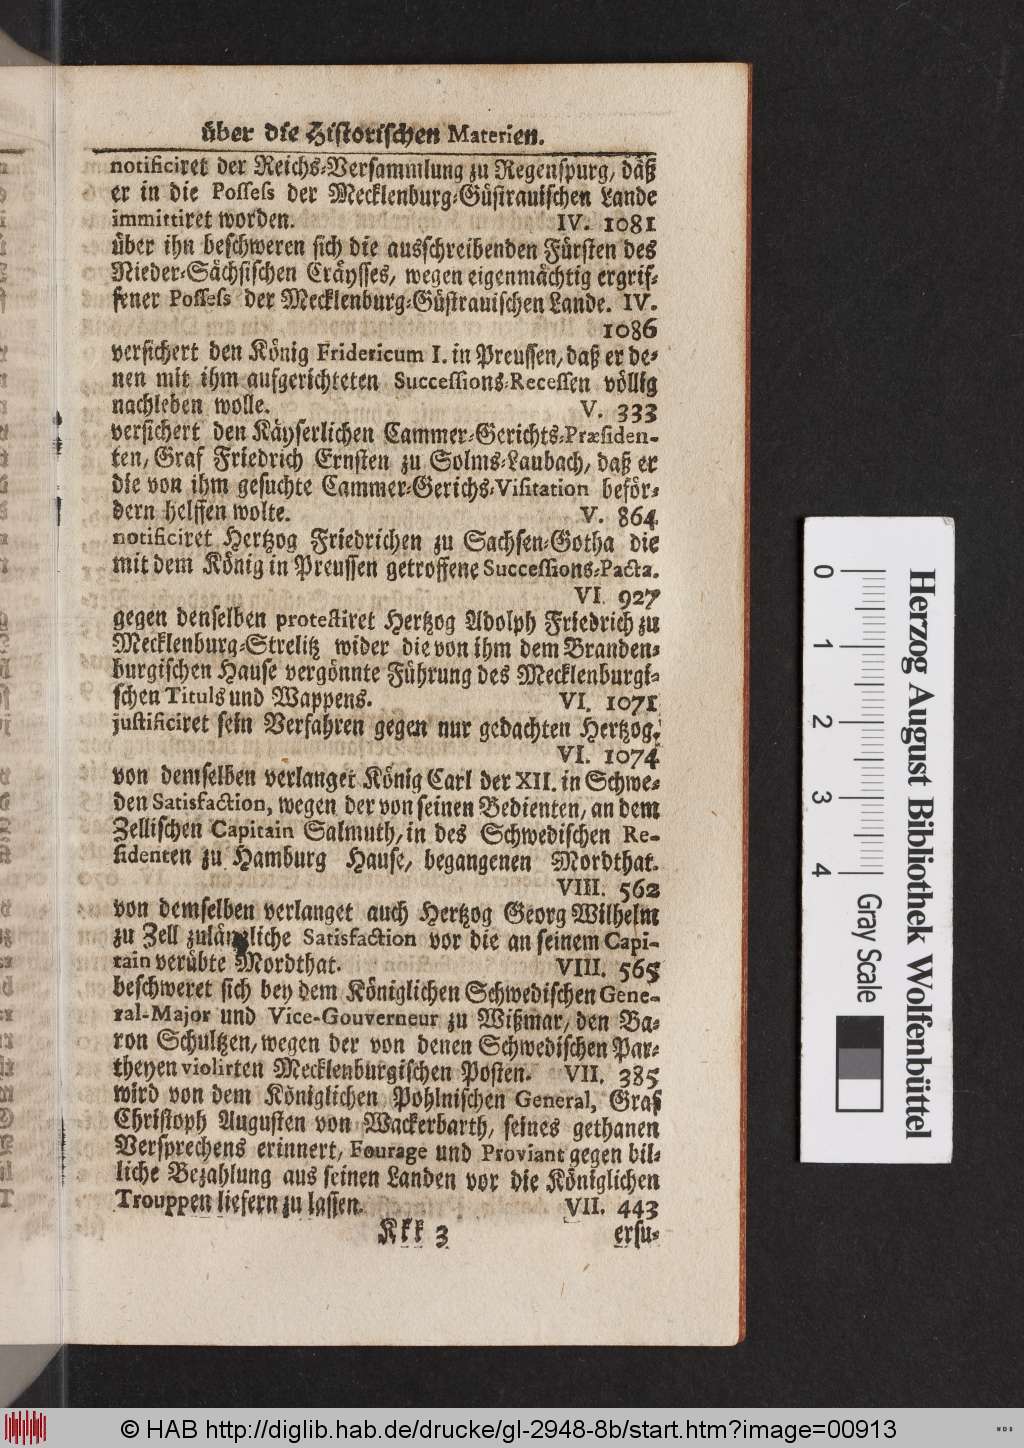 über die Historischen Materien.
notificiret der Reichs-Versammlung zu Regenspurg, daß
er in die Possess der Mecklenburg-Güstrauischen Lande
immittiret worden. IV. 1081
über ihn beschweren sich die ausschreibenden Fürsten des
Nieder-Sächsischen Cräysses, wegen eigenmächtig ergrif-
fener Possess der Mecklenburg-Güstrauischen Lande. IV.
1086
versichert den König Fridericum I. in Preussen, daß er de-
nen mit ihm aufgerichteten Successions-Recessen völlig
nachleben wolle. V. 333
versichert den Käyserlichen Cammer-Gerichts-Præsiden-
ten, Graf Friedrich Ernsten zu Solms-Laubach, daß er
die von ihm gesuchte Cammer-Gerichs-Visitation beför-
dern helffen wolte. V. 864
notificiret Hertzog Friedrichen zu Sachsen-Gotha die
mit dem König in Preussen getroffene Successions-Pacta.
VI. 927
gegen denselben protestiret Hertzog Adolph Friedrich zu
Mecklenburg-Strelitz wider die von ihm dem Branden-
burgischen Hause vergönnte Führung des Mecklenburgi-
schen Tituls und Wappens. VI. 1071
justificiret sein Verfahren gegen nur gedachten Hertzog.
VI. 1074
von demselben verlanget König Carl der XII. in Schwe-
den Satisfaction, wegen der von seinen Bedienten, an dem
Zellischen Capitain Salmuth, in des Schwedischen Re-
sidenten zu Hamburg Hause, begangenen Mordthat.
VIII. 562
von demselben verlanget auch Hertzog Georg Wilhelm
zu Zell zulängliche Satisfaction vor die an seinem Capi-
tain verübte Mordthat. VIII. 565
beschweret sich bey dem Königlichen Schwedischen Gene-
ral-Major und Vice-Gouverneur zu Wißmar, den Ba-
ron Schultzen, wegen der von denen Schwedischen Par-
theyen violirten Mecklenburgischen Posten. VII. 385
wird von dem Königlichen Pohlnischen General, Graf
Christoph Augusten von Wackerbarth, seines gethanen
Versprechens erinnert, Fourage und Proviant gegen bil-
liche Bezahlung aus seinen Landen vor die Königlichen
Trouppen liefern zu lassen. VII. 443
Kkk 3 ersu-
Herzog August Bibliothek Wolfenbüttel
0 1 2 3 4 Gray Scale
© HAB http://diglib.hab.de/drucke/gl-2948-8b/start.htm?image=00913